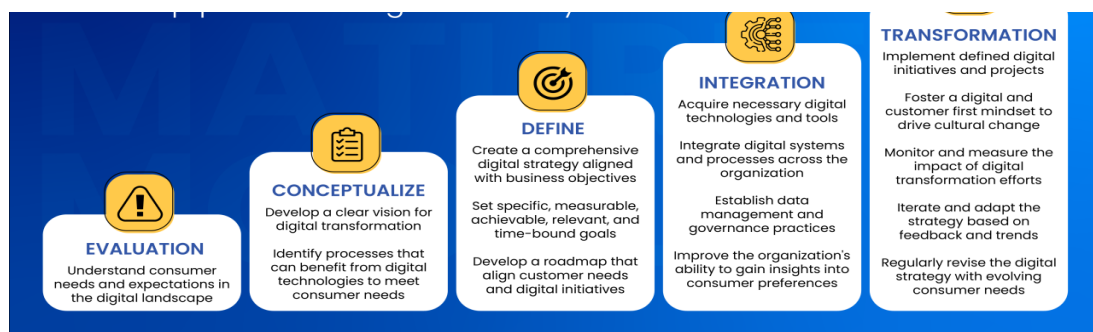 EVALUATION
Understand consumer
needs and expectations in
the digital landscape
CONCEPTUALIZE
Develop a clear vision for
digital transformation
Identify processes that
can benefit from digital
technologies to meet
consumer needs
DEFINE
Create a comprehensive
digital strategy aligned
with business objectives
Set specific, measurable,
achievable, relevant, and
time-bound goals
Develop a roadmap that
align customer needs
and digital initiatives
INTEGRATION
Acquire necessary digital
technologies and tools
Integrate digital systems
and processes across the
organization
Establish data
management and
governance practices
Improve the organization's
ability to gain insights into
consumer preferences
TRANSFORMATION
Implement defined digital
initiatives and projects
Foster a digital and
customer first mindset to
drive cultural change
Monitor and measure the
impact of digital
transformation efforts
Iterate and adapt the
strategy based on
feedback and trends
Regularly revise the digital
strategy with evolving
consumer needs